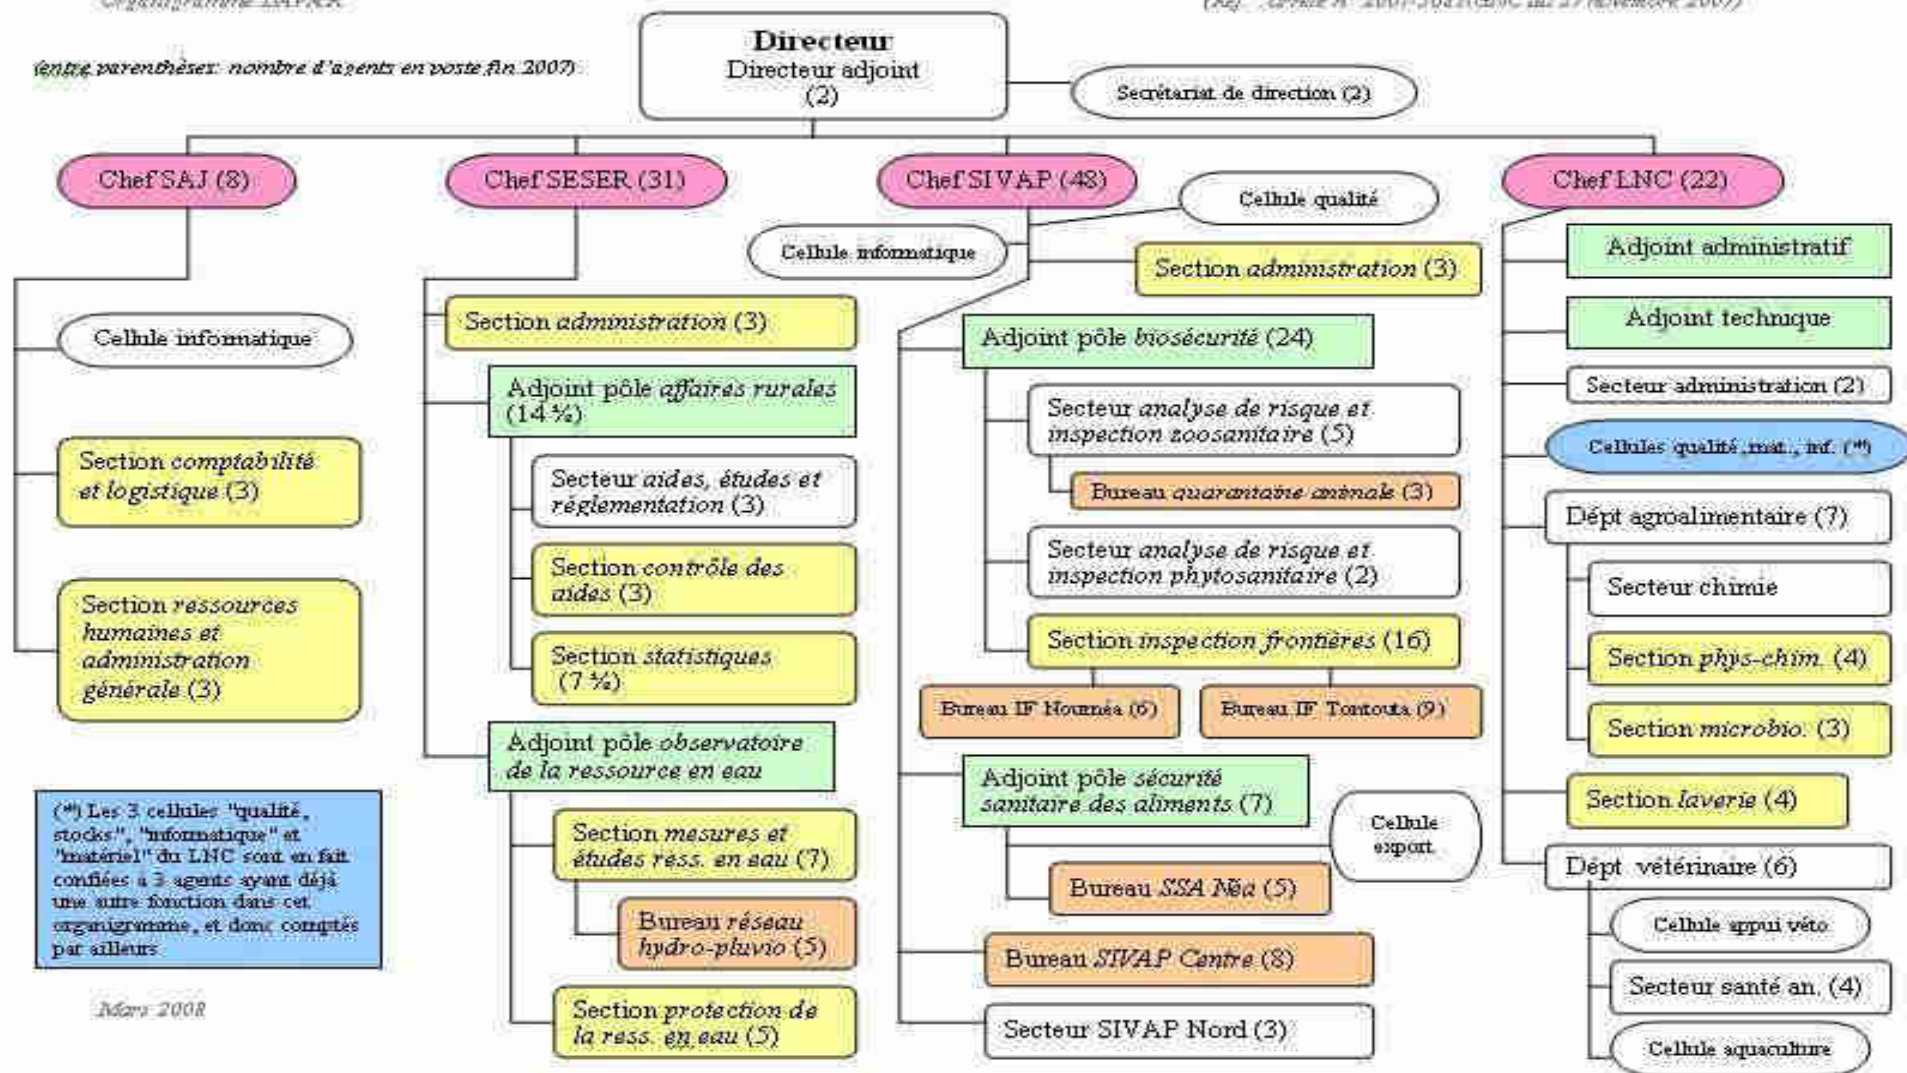 Organigramme
(entre parenthèses: nombre d'agents en poste fin 2007)
Directeur
Directeur adjoint
(2)
Secrétariat de direction (2)
Chef SAJ (8)
Cellule informatique
Section comptabilité
et logistique (3)
Section ressources
humaines et
administration
générale (3)
Chef SESER (31)
Section administration (3)
Adjoint pôle affaires rurales
(14 ¾)
Secteur aides, études et
réglementation (3)
Section contrôle des
aides (3)
Section statistiques
(7 ¾)
Adjoint pôle observatoire
de la ressource en eau
Section mesures et
études ress. en eau (7)
Bureau réseau
hydro-pluvio (5)
Section protection de
la ress. en eau (5)
Chef SIVAP (48)
Cellule qualité
Cellule informatique
Section administration (3)
Adjoint pôle biosécurité (24)
Secteur analyse de risque et
inspection zoosanitaire (5)
Bureau quarantaine animale (3)
Secteur analyse de risque et
inspection phytosanitaire (2)
Section inspection frontières (16)
Bureau IF Nouméa (6)
Bureau IF Tontouta (9)
Adjoint pôle sécurité
sanitaire des aliments (7)
Cellule
export
Bureau SSA Néa (5)
Bureau SIVAP Centre (8)
Secteur SIVAP Nord (3)
Chef LNC (22)
Adjoint administratif
Adjoint technique
Secteur administration (2)
Cellules qualité, mat., inf. (*)
Dépt agroalimentaire (7)
Secteur chimie
Section phys-chim. (4)
Section microbio. (3)
Section laverie (4)
Dépt vétérinaire (6)
Cellule appui véto
Secteur santé an. (4)
Cellule aquaculture
(*) Les 3 cellules "qualité,
stocks", "informatique" et
"matériel" du LNC sont en fait
confiées à 3 agents ayant déjà
une autre fonction dans cet
organigramme, et donc comptés
par ailleurs
Mars 2008